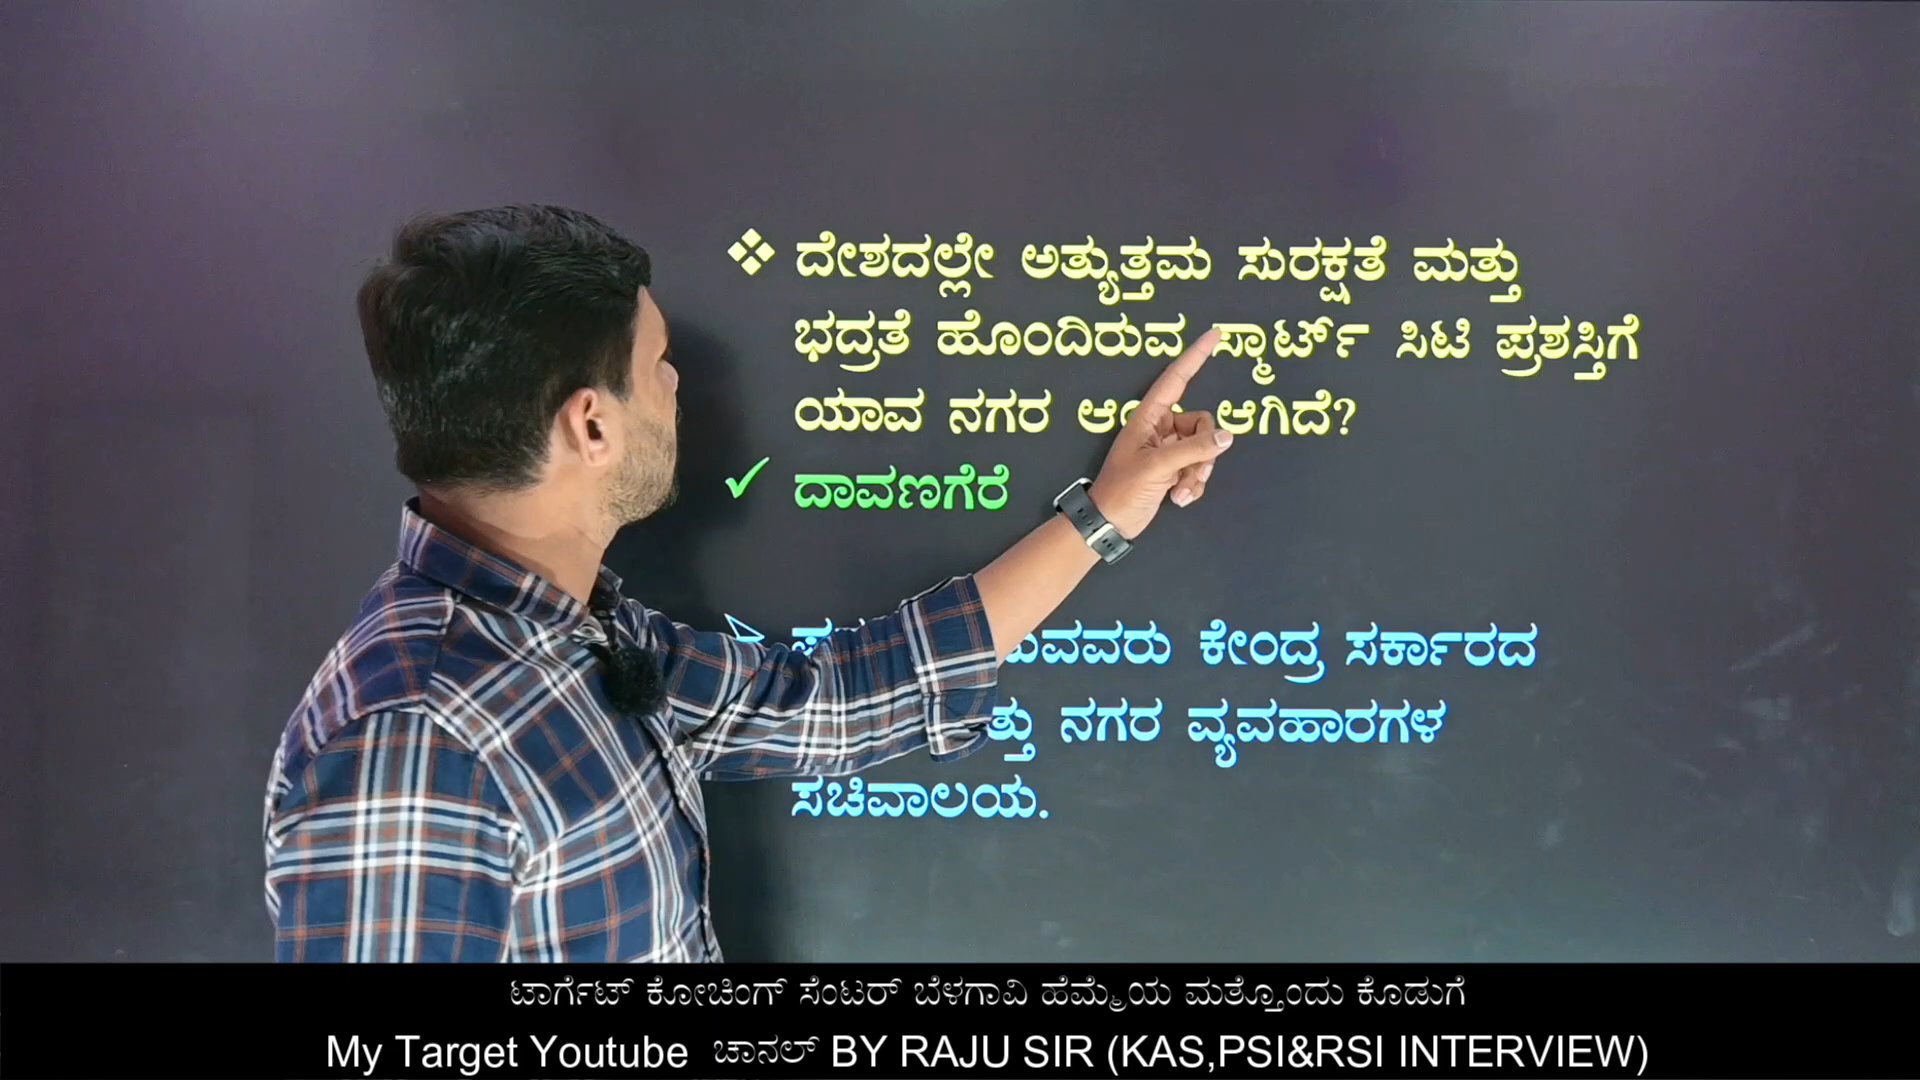 ❖ ದೇಶದಲ್ಲೇ ಅತ್ಯುತ್ತಮ ಸುರಕ್ಷತೆ ಮತ್ತು
ಭದ್ರತೆ ಹೊಂದಿರುವ ಸ್ಮಾರ್ಟ್ ಸಿಟಿ ಪ್ರಶಸ್ತಿಗೆ
ಯಾವ ನಗರ ಆಗಿದೆ?
✓ ದಾವಣಗೆರೆ
ಕೇಂದ್ರ ಸರ್ಕಾರದ
ನಗರ ವ್ಯವಹಾರಗಳ
ಸಚಿವಾಲಯ.
ಟಾರ್ಗೆಟ್ ಕೋಚಿಂಗ್ ಸೆಂಟರ್ ಬೆಳಗಾವಿ ಹೆಮ್ಮೆಯ ಮತ್ತೊಂದು ಕೊಡುಗೆ
My Target Youtube ಚಾನಲ್ BY RAJU SIR (KAS,PSI&RSI INTERVIEW)